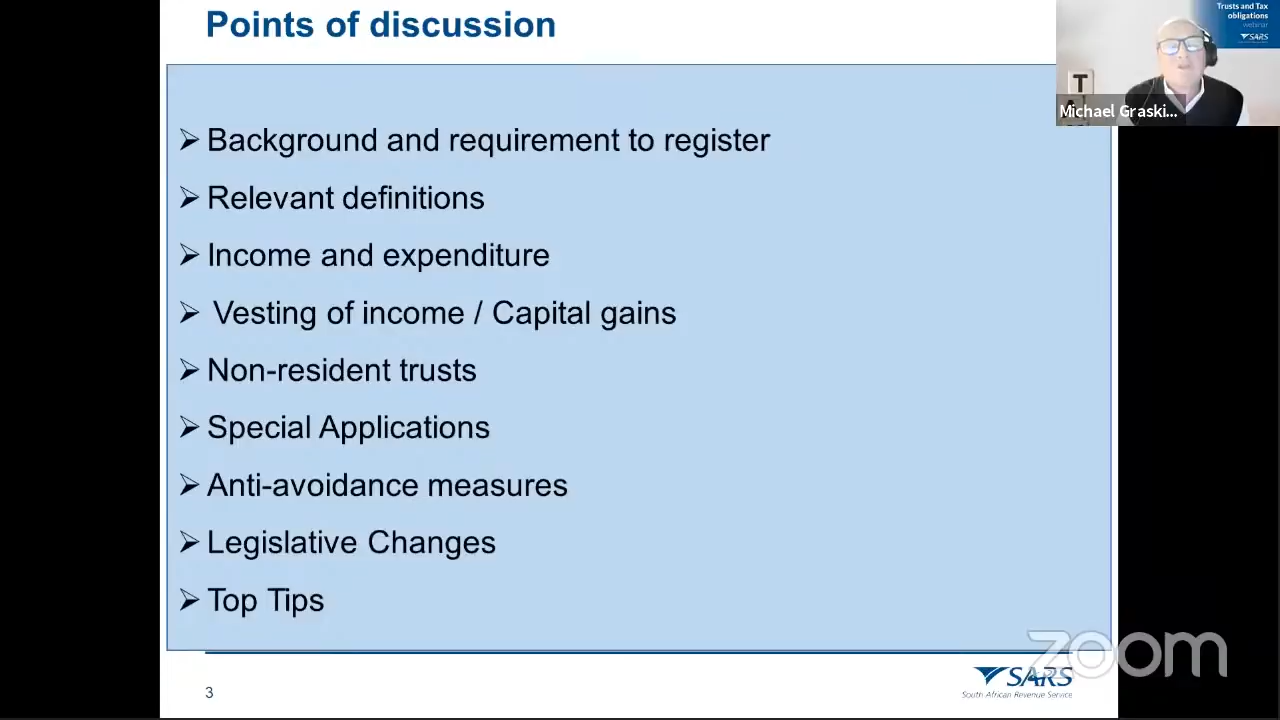 Points of discussion
Background and requirement to register
Relevant definitions
Income and expenditure
Vesting of income / Capital gains
Non-resident trusts
Special Applications
Anti-avoidance measures
Legislative Changes
Top Tips
3
SARS
South African Revenue Service
zoom
Trusts and Tax
obligations
webinar
SARS
T
Michael Graski...